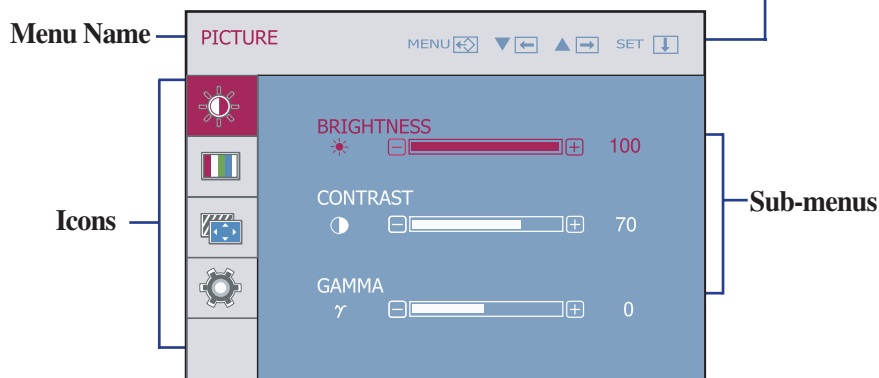 Menu Name
PICTURE MENU SET
Icons
BRIGHTNESS
100
CONTRAST
70
GAMMA
γ 0
Sub-menus